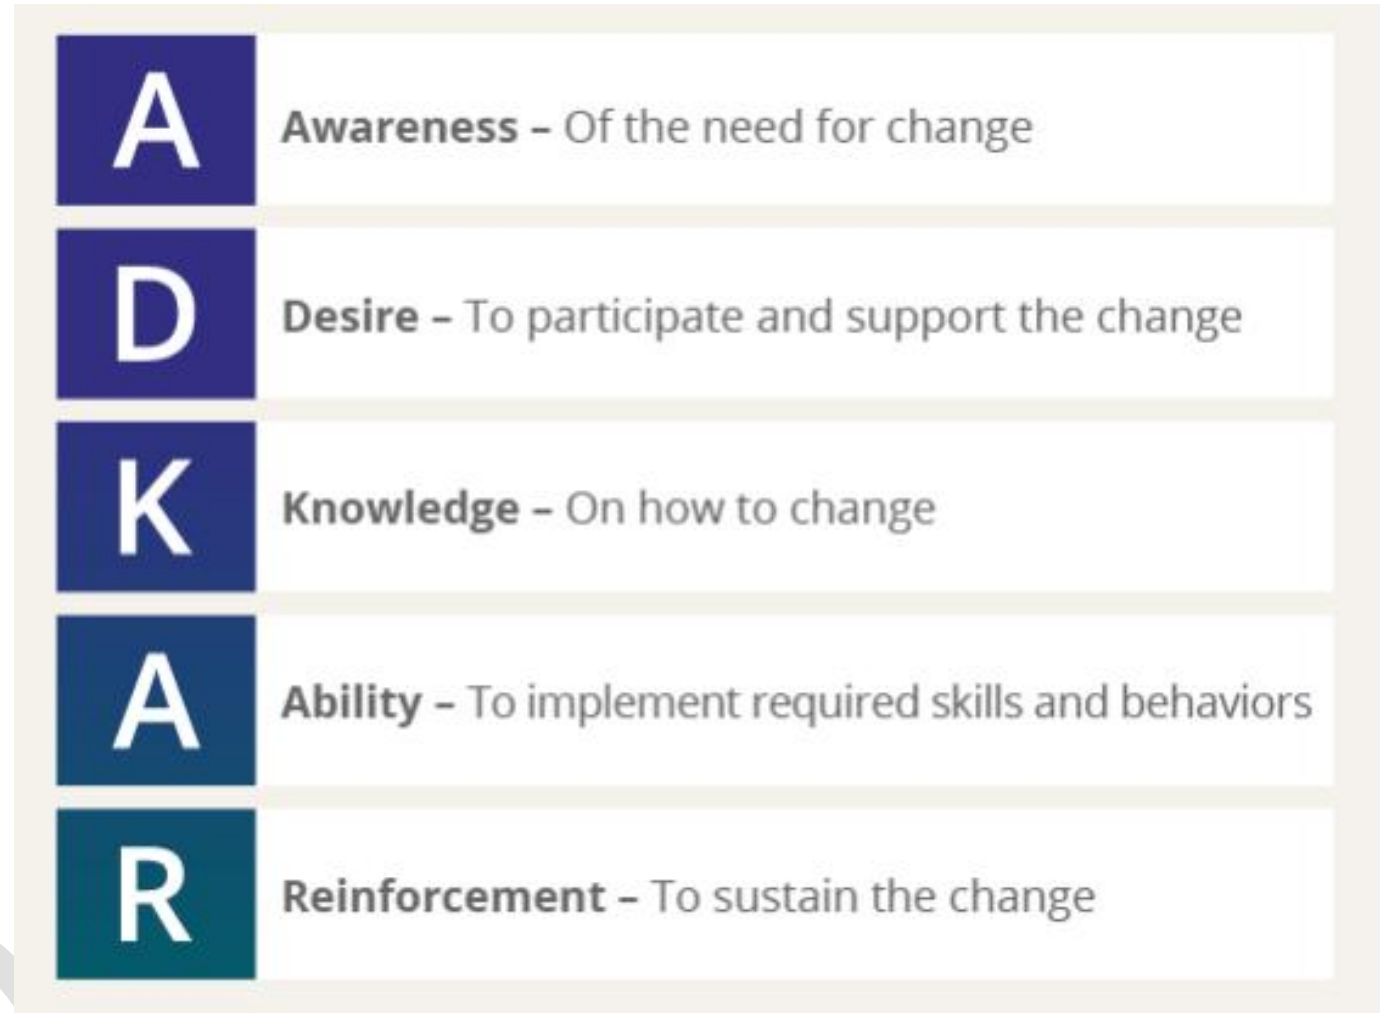 A
Awareness – Of the need for change
D
Desire – To participate and support the change
K
Knowledge – On how to change
A
Ability – To implement required skills and behaviors
R
Reinforcement – To sustain the change